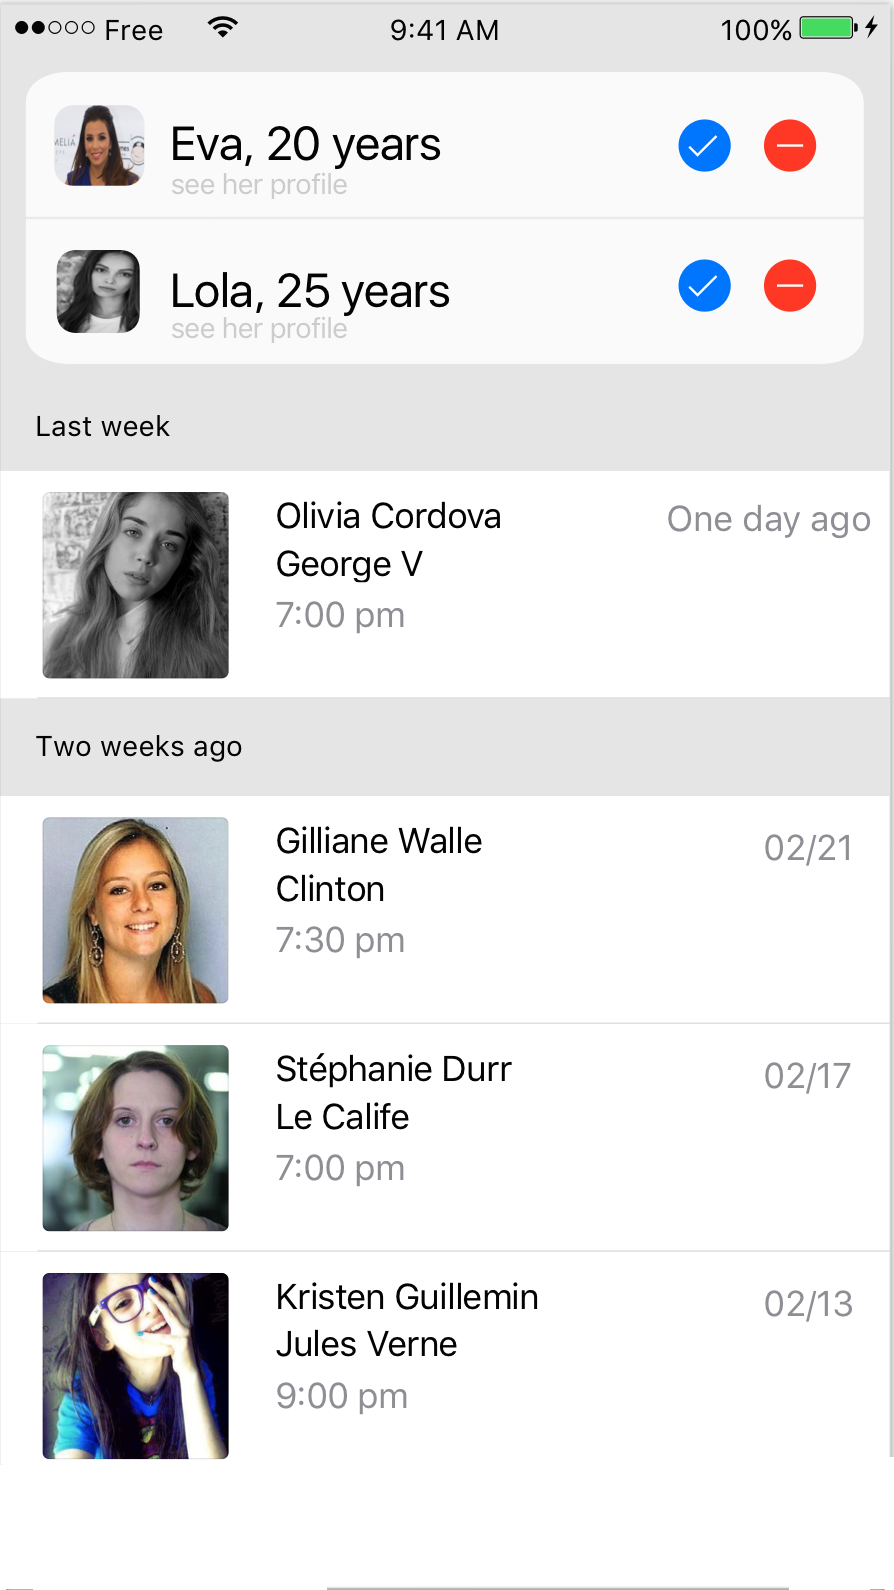 Free 9:41 AM 100%
Eva, 20 years
see her profile
Lola, 25 years
see her profile
Last week
Olivia Cordova One day ago
George V
7:00 pm
Two weeks ago
Gilliane Walle 02/21
Clinton
7:30 pm
Stéphanie Durr 02/17
Le Calife
7:00 pm
Kristen Guillemin 02/13
Jules Verne
9:00 pm